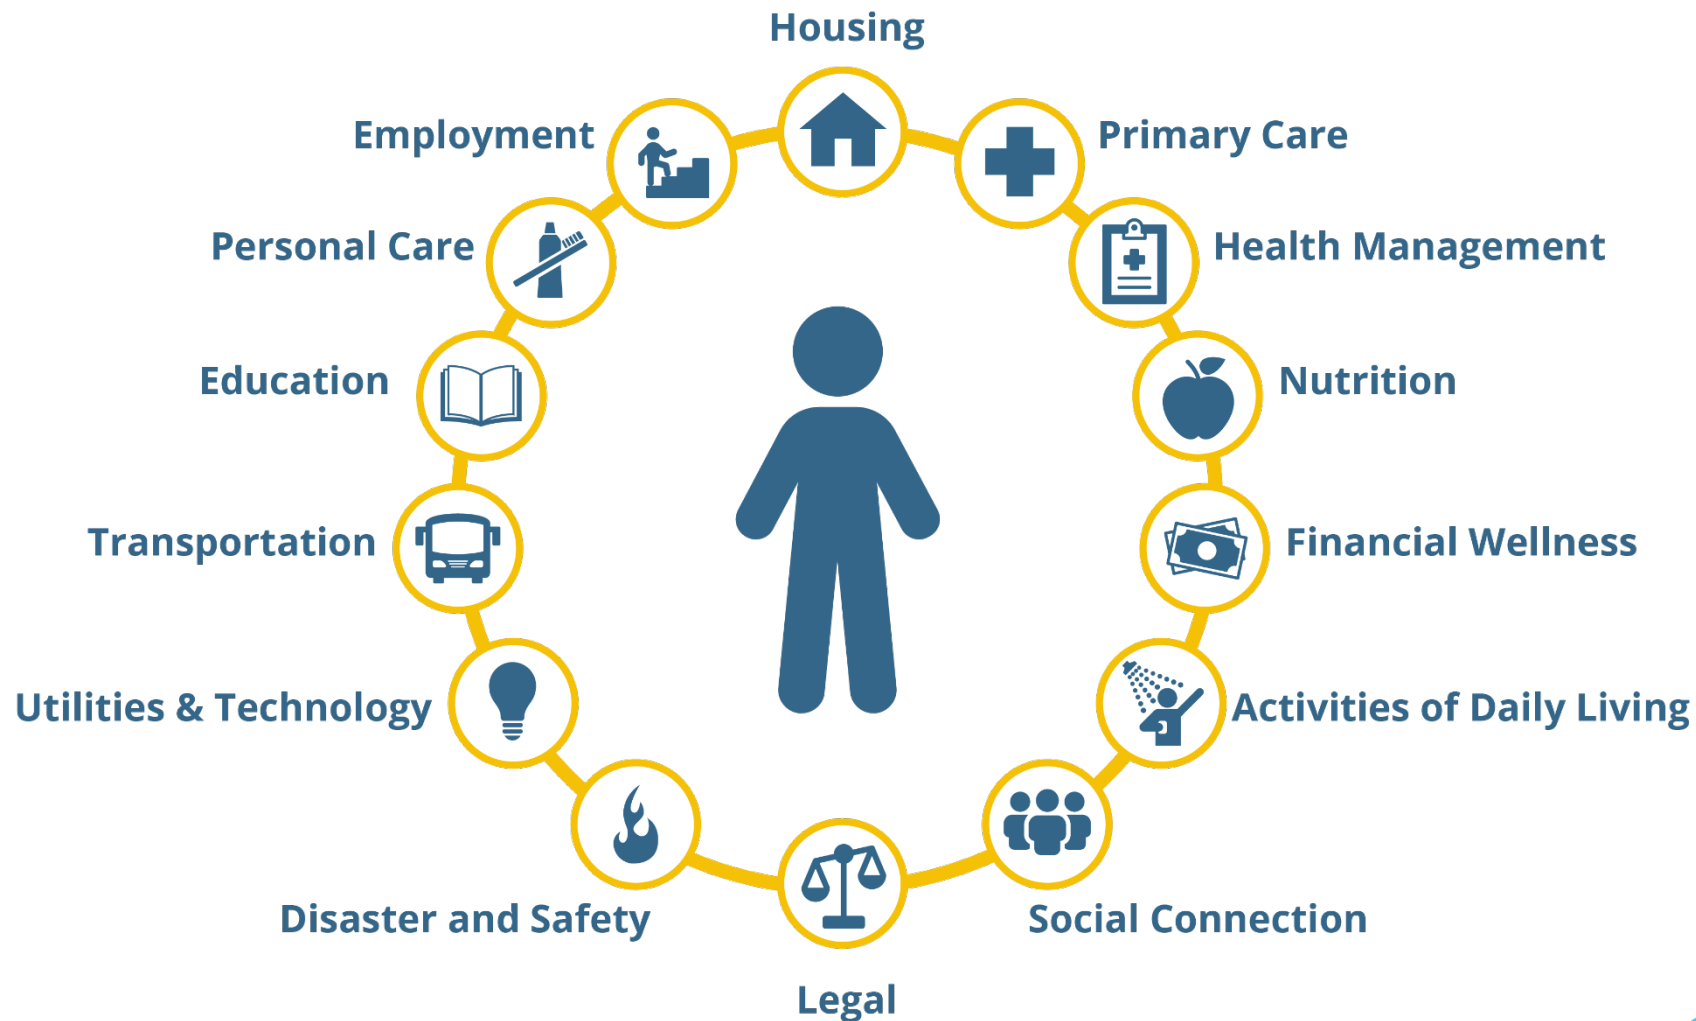 Housing
Employment
Primary Care
Personal Care
Health Management
Education
Nutrition
Transportation
Financial Wellness
Utilities & Technology
Activities of Daily Living
Disaster and Safety
Social Connection
Legal